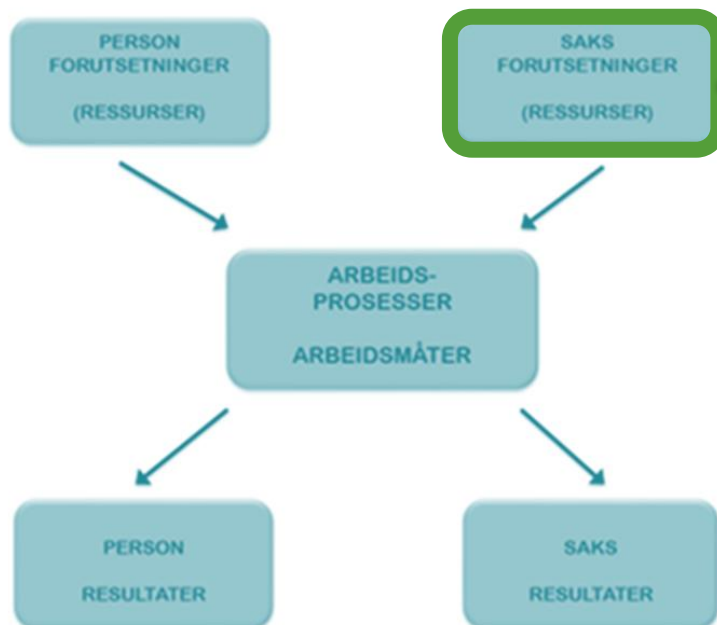 PERSON
FORUTSETNINGER
(RESSURSER)
SAKS
FORUTSETNINGER
(RESSURSER)
ARBEIDS-
PROSESSER
ARBEIDSMÅTER
PERSON
RESULTATER
SAKS
RESULTATER